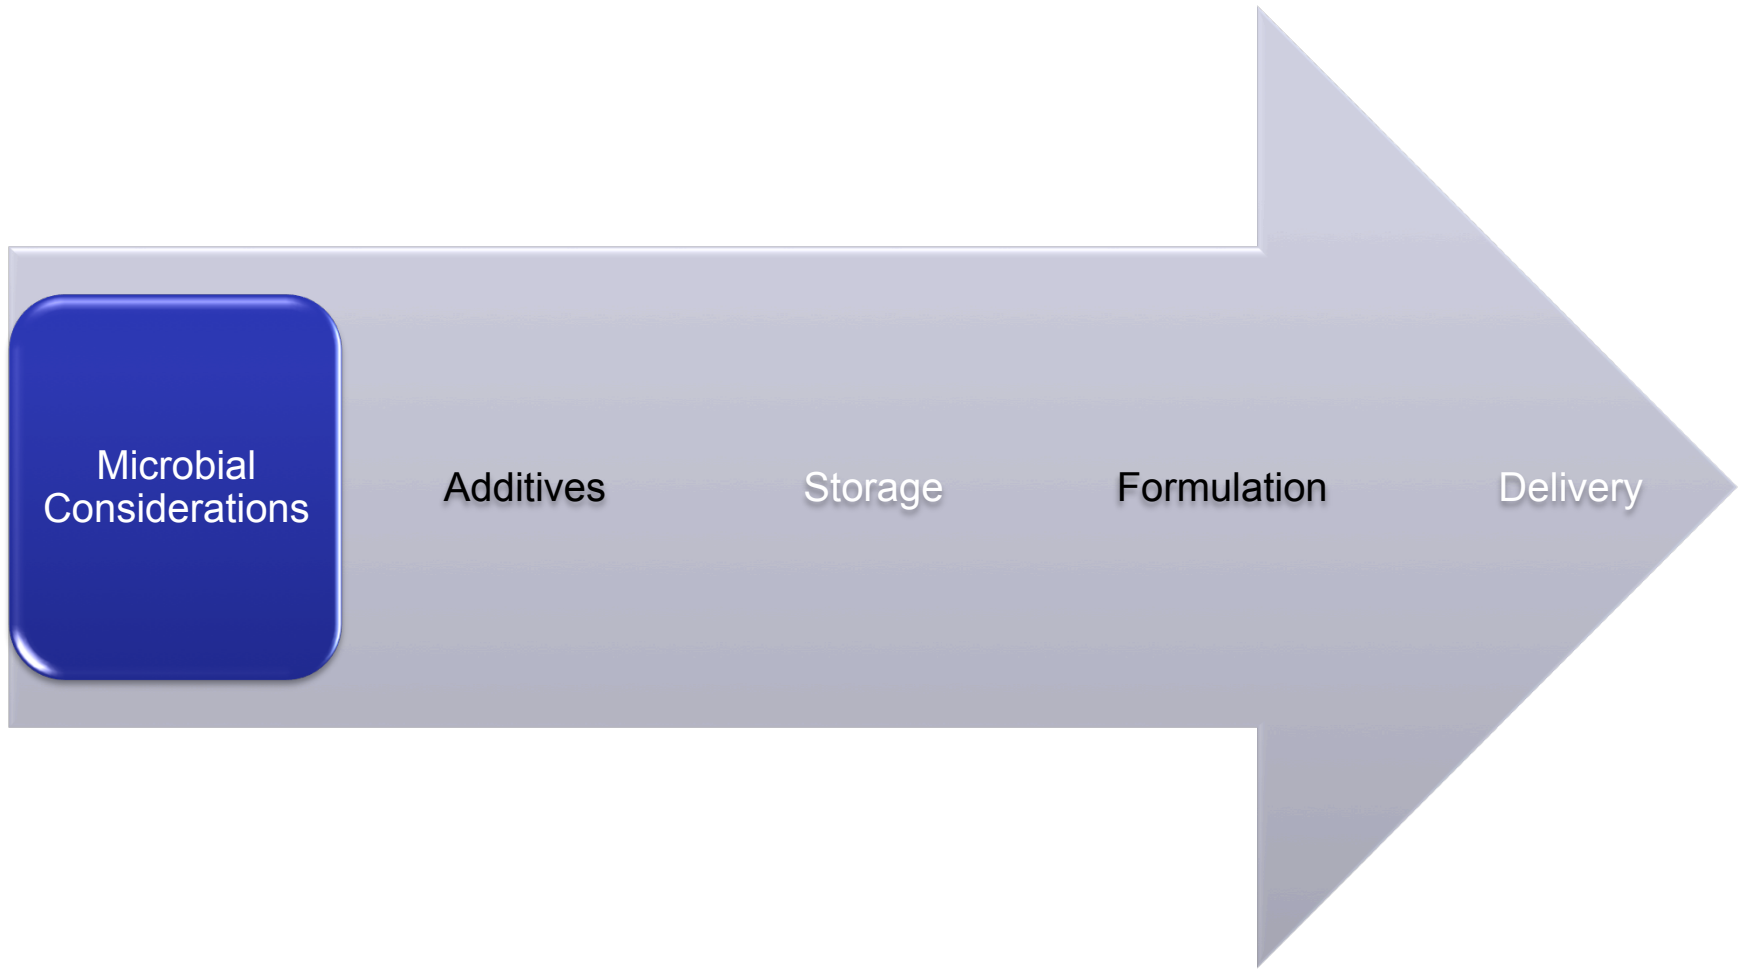 Microbial
Considerations
Additives
Storage
Formulation
Delivery